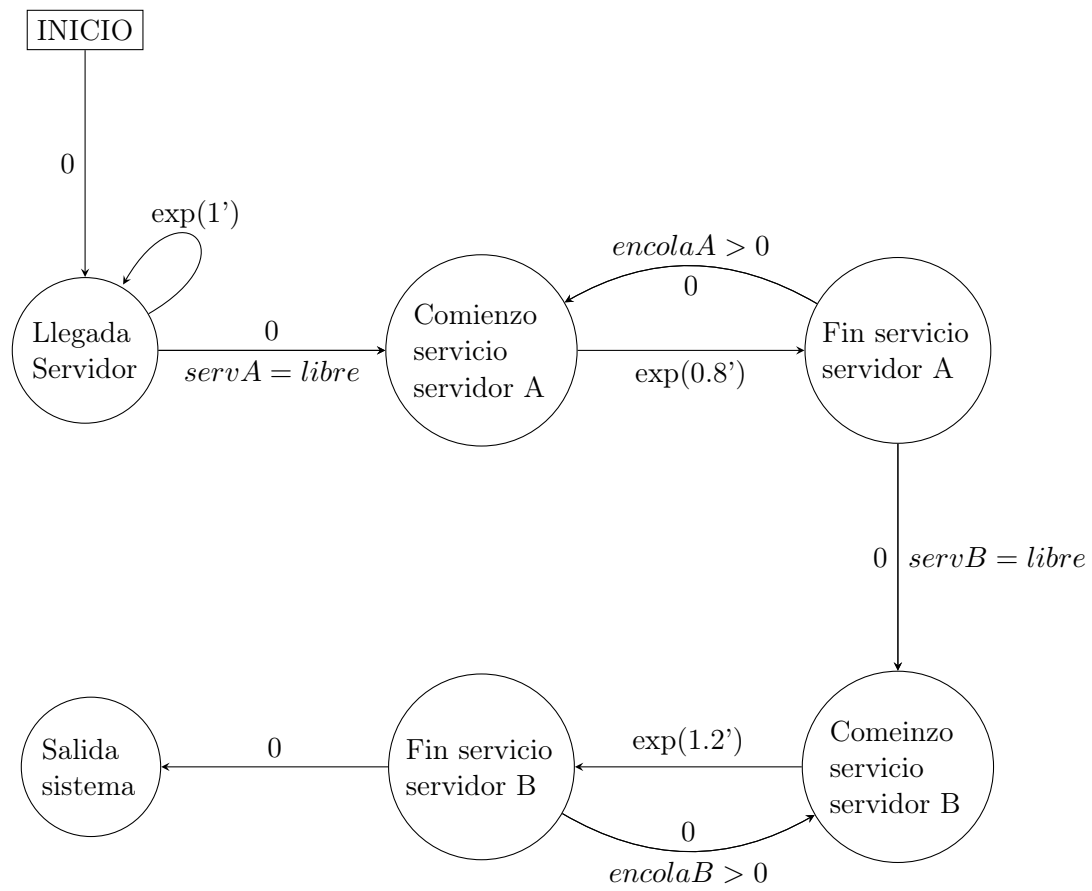 INICIO
0
exp(1’)
Llegada
Servidor
0
servA = libre
Comienzo
servicio
servidor A
encolaA > 0
0
exp(0.8’)
Fin servicio
servidor A
0
servB = libre
Comeinzo
servicio
servidor B
exp(1.2’)
0
encolaB > 0
Fin servicio
servidor B
0
Salida
sistema